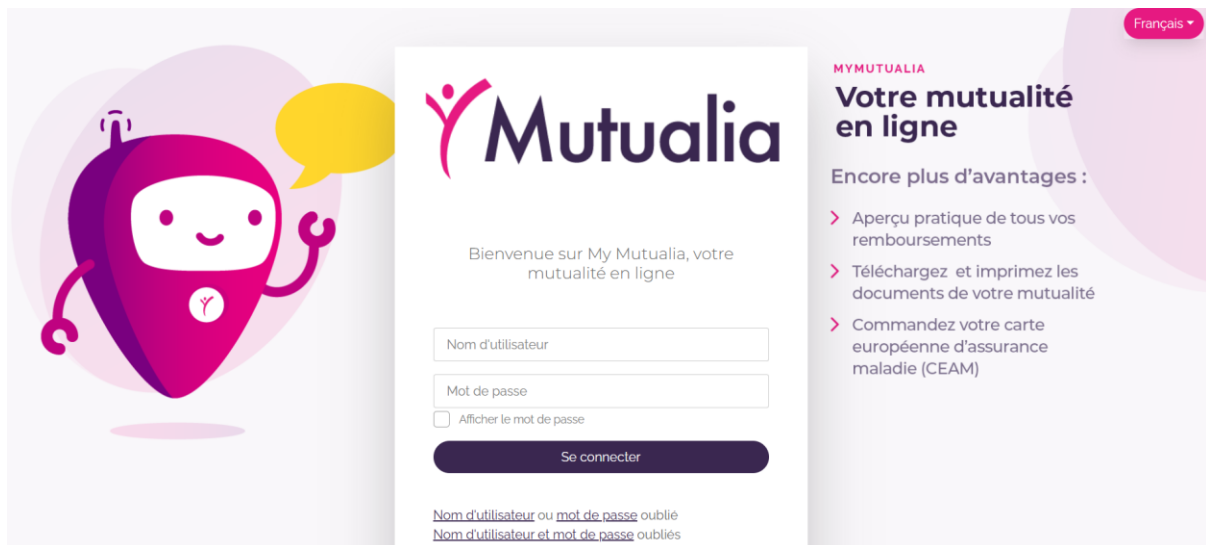 Français
Mutualia
Bienvenue sur My Mutualia, votre
mutualité en ligne
Nom d'utilisateur
Mot de passe
Afficher le mot de passe
Se connecter
Nom d'utilisateur ou mot de passe oublié
Nom d'utilisateur et mot de passe oubliés
MYMUTUALIA
Votre mutualité
en ligne
Encore plus d'avantages :
Aperçu pratique de tous vos
remboursements
Téléchargez et imprimez les
documents de votre mutualité
Commandez votre carte
européenne d'assurance
maladie (CEAM)